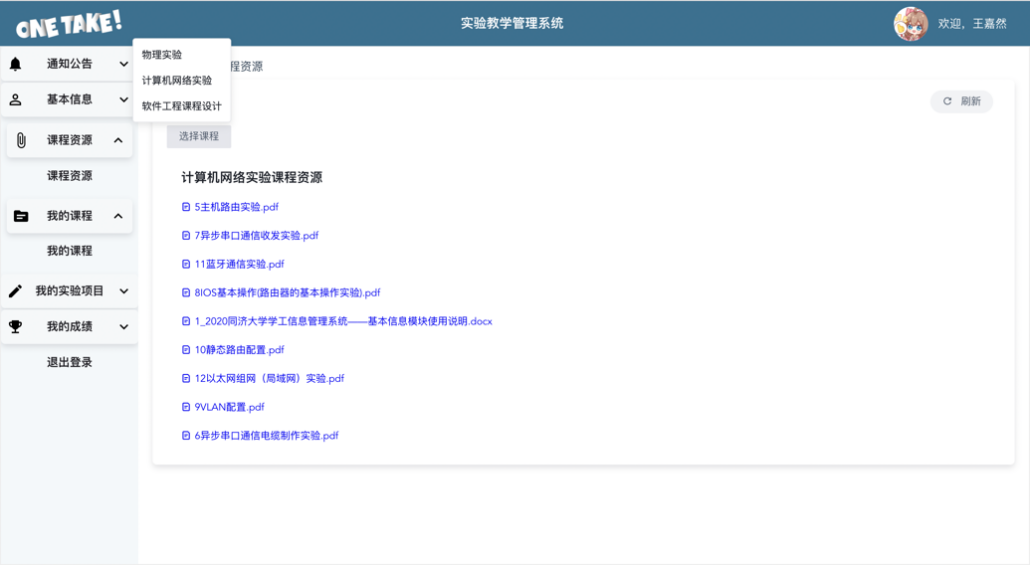 ONE TAKE!
实验教学管理系统
欢迎，王嘉然
通知公告
基本信息
课程资源
课程资源
我的课程
我的课程
我的实验项目
我的成绩
退出登录
物理实验
计算机网络实验
软件工程课程设计
程资源
刷新
选择课程
计算机网络实验课程资源
5主机路由实验.pdf
7异步串口通信收发实验.pdf
11蓝牙通信实验.pdf
8IOS基本操作(路由器的基本操作实验).pdf
1_2020同济大学学工信息管理系统——基本信息模块使用说明.docx
10静态路由配置.pdf
12以太网组网（局域网）实验.pdf
9VLAN配置.pdf
6异步串口通信电缆制作实验.pdf